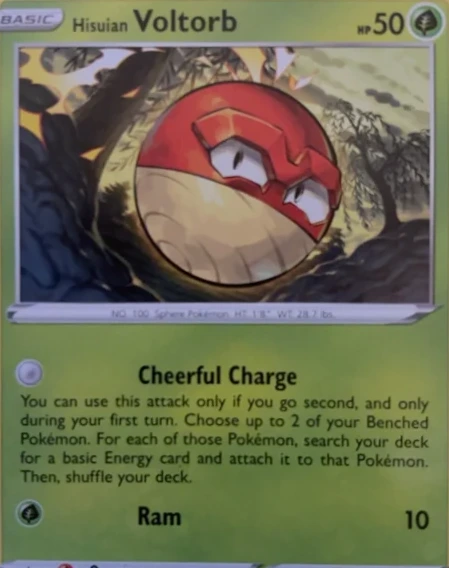 BASIC Hisuian Voltorb HP 50
NO. 100 Sphere Pokémon HT: 1'8" WT: 28.7 lbs.
Cheerful Charge
You can use this attack only if you go second, and only
during your first turn. Choose up to 2 of your Benched
Pokémon. For each of those Pokémon, search your deck
for a basic Energy card and attach it to that Pokémon.
Then, shuffle your deck.
Ram 10